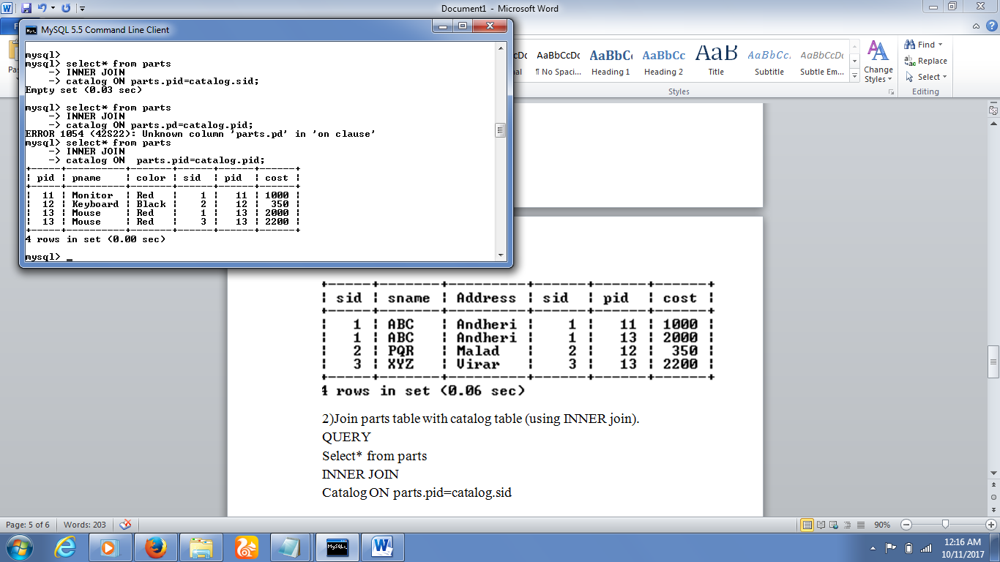 Document1 - Microsoft Word
MySQL 5.5 Command Line Client
mysql>
mysql> select* from parts
-> INNER JOIN
-> catalog ON parts.pid=catalog.sid;
Empty set (0.03 sec)
mysql> select* from parts
-> INNER JOIN
-> catalog ON parts.pd=catalog.pid;
ERROR 1054 (42S22): Unknown column 'parts.pd' in 'on clause'
mysql> select* from parts
-> INNER JOIN
-> catalog ON  parts.pid=catalog.pid;
+------+----------+-------+------+------+------+
| pid | pname | color | sid | pid | cost |
+------+----------+-------+------+------+------+
| 11 | Monitor | Red | 1 | 11 | 1000 |
| 12 | Keyboard | Black | 2 | 12 | 350 |
| 13 | Mouse | Red | 1 | 13 | 2000 |
| 13 | Mouse | Red | 3 | 13 | 2200 |
+------+----------+-------+------+------+------+
4 rows in set (0.00 sec)
mysql>
AaBbCcDc AaBbCc AaBbCc AaB AaBbCc. AaBbCcDc
¶ No Spaci... Heading 1 Heading 2 Title Subtitle Subtle Em...
Change Styles
Styles
Find
Replace
Select
Editing
+------+-------+---------+------+------+------+
| sid | sname | Address | sid | pid | cost |
+------+-------+---------+------+------+------+
| 1 | ABC | Andheri | 1 | 11 | 1000 |
| 1 | ABC | Andheri | 1 | 13 | 2000 |
| 2 | PQR | Malad | 2 | 12 | 350 |
| 3 | XYZ | Virar | 3 | 13 | 2200 |
+------+-------+---------+------+------+------+
4 rows in set (0.06 sec)
2)Join parts table with catalog table (using INNER join).
QUERY
Select* from parts
INNER JOIN
Catalog ON parts.pid=catalog.sid
Page: 5 of 6 Words: 203
90%
MySQL
12:16 AM
10/11/2017